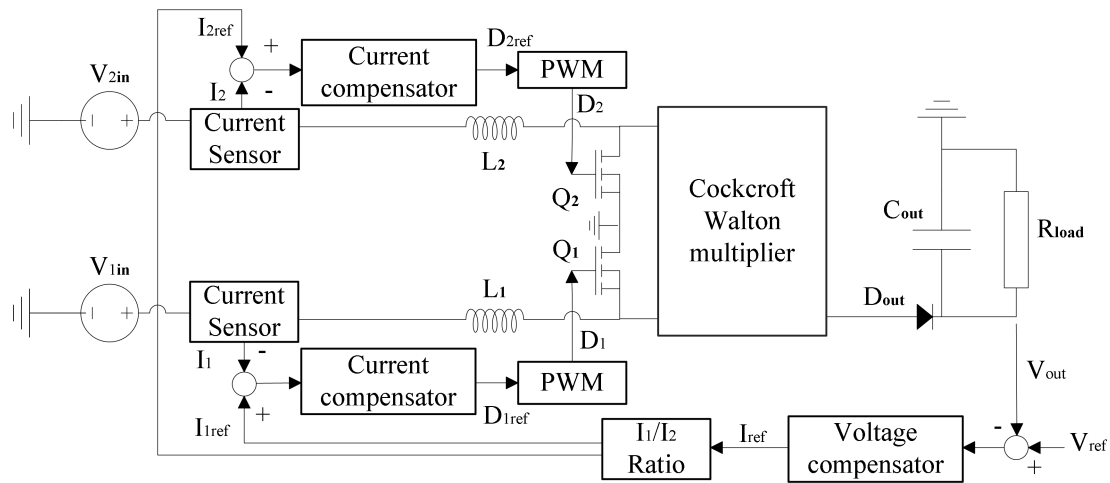 I2ref
+
D2ref
Current
compensator
PWM
V2in
I2
-
D2
Current
Sensor
L2
Q2
Cockcroft
Walton
multiplier
Cout
Rload
Q1
V1in
Current
Sensor
L1
Dout
D1
I1
-
Current
compensator
PWM
Vout
+
D1ref
I1ref
I1/I2
Ratio
Iref
Voltage
compensator
-
Vref
+